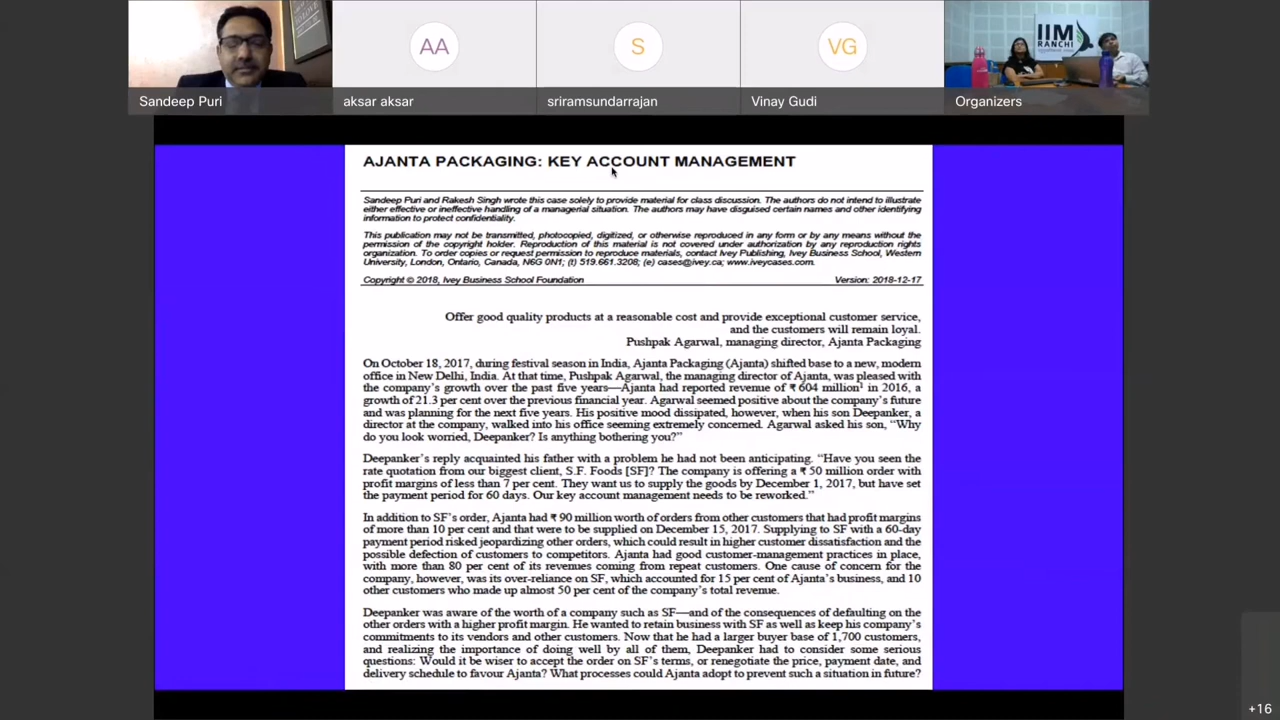 AA
S
VG
IIM
RANCHI
Sandeep Puri
aksar aksar
sriramsundarrajan
Vinay Gudi
Organizers
AJANTA PACKAGING: KEY ACCOUNT MANAGEMENT
Sandeep Puri and Rakesh Singh wrote this case solely to provide material for class discussion. The authors do not intend to illustrate
either effective or ineffective handling of a managerial situation. The authors may have disguised certain names and other identifying
information to protect confidentiality.
This publication may not be transmitted, photocopied, digitized, or otherwise reproduced in any form or by any means without the
permission of the copyright holder. Reproduction of this material is not covered under authorization by any reproduction rights
organization. To order copies or request permission to reproduce materials, contact Ivey Publishing, Ivey Business School, Western
University, London, Ontario, Canada, N6G 0N1; (t) 519.661.3208; (e) cases@ivey.ca; www.iveycases.com.
Copyright © 2018, Ivey Business School Foundation
Version: 2018-12-17
Offer good quality products at a reasonable cost and provide exceptional customer service,
and the customers will remain loyal.
Pushpak Agarwal, managing director, Ajanta Packaging
On October 18, 2017, during festival season in India, Ajanta Packaging (Ajanta) shifted base to a new, modern
office in New Delhi, India. At that time, Pushpak Agarwal, the managing director of Ajanta, was pleased with
the company’s growth over the past five years—Ajanta had reported revenue of ₹ 604 million¹ in 2016, a
growth of 21.3 per cent over the previous financial year. Agarwal seemed positive about the company’s future
and was planning for the next five years. His positive mood dissipated, however, when his son Deepanker, a
director at the company, walked into his office seeming extremely concerned. Agarwal asked his son, “Why
do you look worried, Deepanker? Is anything bothering you?”
Deepanker’s reply acquainted his father with a problem he had not been anticipating. “Have you seen the
rate quotation from our biggest client, S.F. Foods [SF]? The company is offering a ₹ 50 million order with
profit margins of less than 7 per cent. They want us to supply the goods by December 1, 2017, but have set
the payment period for 60 days. Our key account management needs to be reworked.”
In addition to SF’s order, Ajanta had ₹ 90 million worth of orders from other customers that had profit margins
of more than 10 per cent and that were to be supplied on December 15, 2017. Supplying to SF with a 60-day
payment period risked jeopardizing other orders, which could result in higher customer dissatisfaction and the
possible defection of customers to competitors. Ajanta had good customer-management practices in place,
with more than 80 per cent of its revenues coming from repeat customers. One cause of concern for the
company, however, was its over-reliance on SF, which accounted for 15 per cent of Ajanta’s business, and 10
other customers who made up almost 50 per cent of the company’s total revenue.
Deepanker was aware of the worth of a company such as SF—and of the consequences of defaulting on the
other orders with a higher profit margin. He wanted to retain business with SF as well as keep his company’s
commitments to its vendors and other customers. Now that he had a larger buyer base of 1,700 customers,
and realizing the importance of doing well by all of them, Deepanker had to consider some serious
questions: Would it be wiser to accept the order on SF’s terms, or renegotiate the price, payment date, and
delivery schedule to favour Ajanta? What processes could Ajanta adopt to prevent such a situation in future?
+16